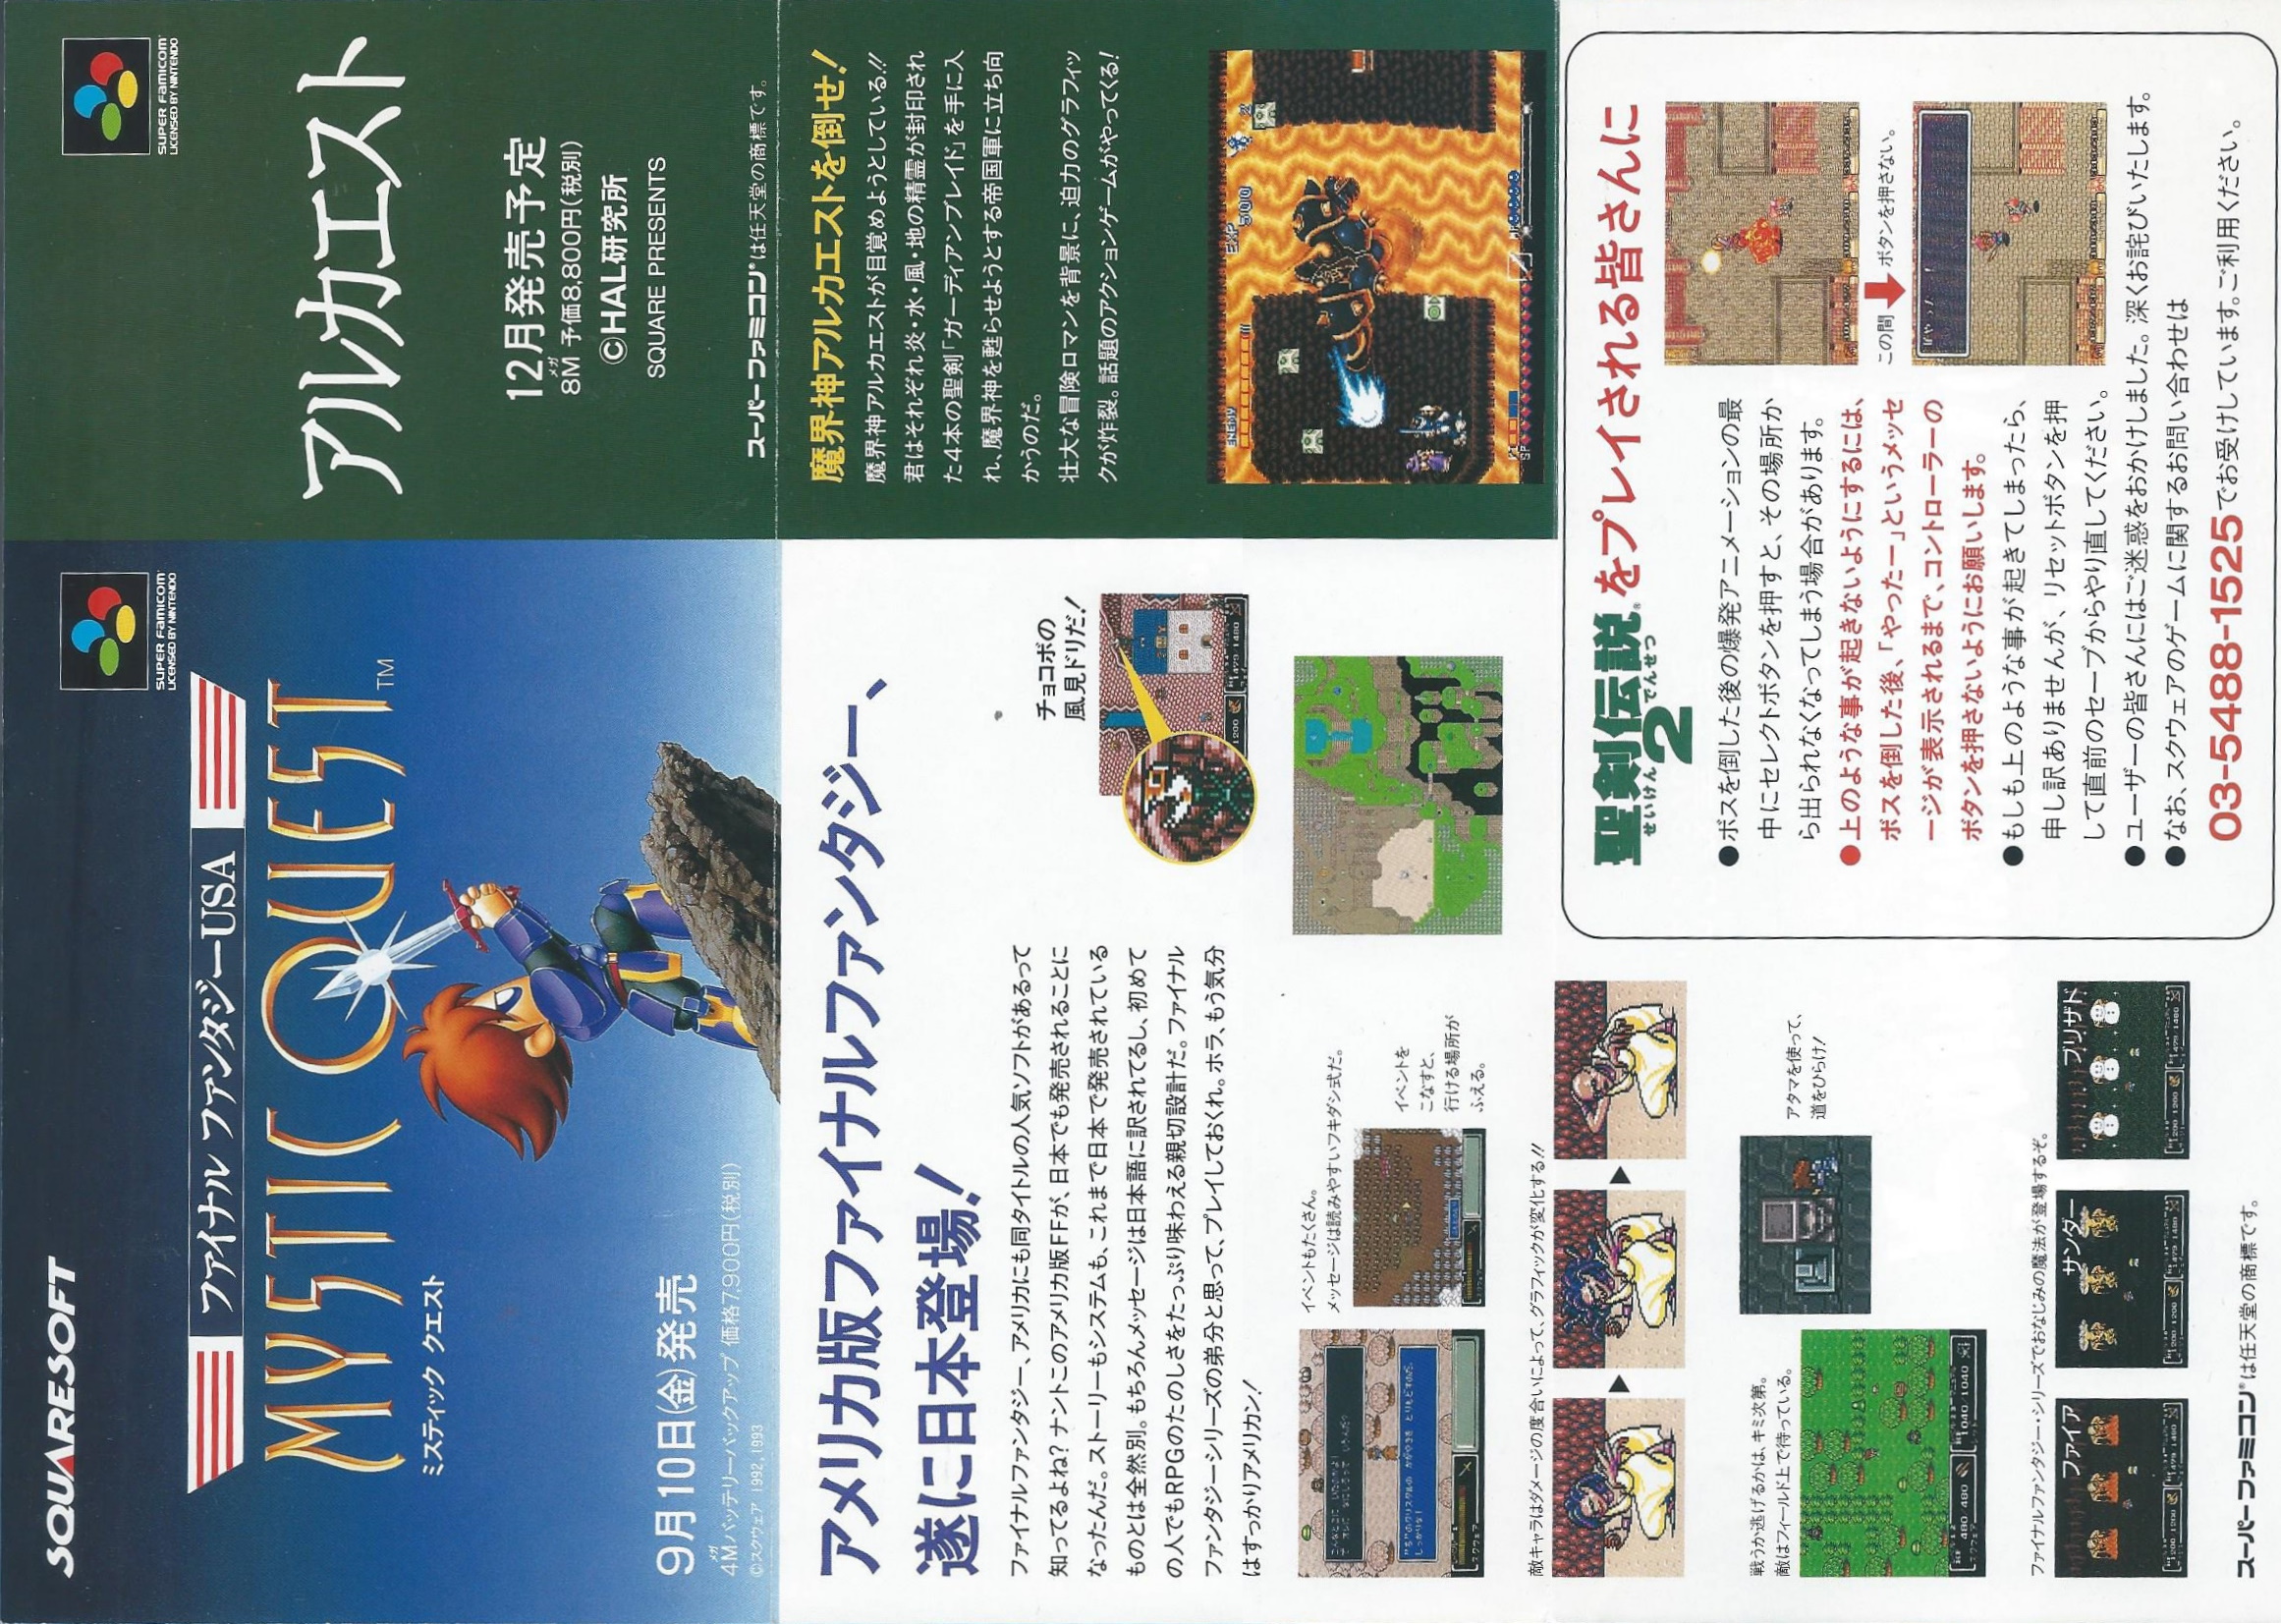 SQUARESOFT
SUPER FAMICOM
LICENSED BY NINTENDO
ファイナル ファンタジーUSA
MYSTIC QUEST
TM
ミスティック クエスト
9月10日(金)発売
メガ
4Mバッテリーバックアップ 価格7,900円(税別)
©スクウェア 1992,1993
SUPER FAMICOM
LICENSED BY NINTENDO
アルカエスト
12月発売予定
メガ
8M 予価8,800円(税別)
©HAL研究所
SQUARE PRESENTS
スーパーファミコン®は任天堂の商標です。
アメリカ版ファイナルファンタジー、
遂に日本登場!
ファイナルファンタジー、アメリカにも同タイトルの人気ソフトがあるって
知ってるよね? ナントこのアメリカ版FFが、日本でも発売されることに
なったんだ。ストーリーもシステムも、これまで日本で発売されている
ものとは全然別。もちろんメッセージは日本語に訳されてるし、初めて
の人でもRPGのたのしさをたっぷり味わえる親切設計だ。ファイナル
ファンタジーシリーズの弟分と思って、プレイしておくれ。ホラ、もう気分
はすっかりアメリカン!
チョコボの
風見ドリだ!
イベントもたくさん。
メッセージは読みやすいフキダシ式だ。
イベントを
こなすと、
行ける場所が
ふえる。
魔界神アルカエストを倒せ!
魔界神アルカエストが目覚めようとしている!!
君はそれぞれ炎・水・風・地の精霊が封印され
た4本の聖剣「ガーディアンブレイド」を手に入
れ、魔界神を甦らせようとする帝国軍に立ち向
かうのだ。
壮大な冒険ロマンを背景に、迫力のグラフィッ
クが炸裂。話題のアクションゲームがやってくる!
ENEMY
EXP 500
2
敵キャラはダメージの度合いによって、グラフィックが変化する!!
戦うか逃げるかは、キミ次第。
敵はフィールド上で待っている。
アタマを使って、
道をひらけ!
ファイナルファンタジー・シリーズでおなじみの魔法が登場するぞ。
ファイア
サンダー
ブリザド
スーパーファミコン®は任天堂の商標です。
聖剣伝説2をプレイされる皆さんに
せいけん でんせつ
●ボスを倒した後の爆発アニメーションの最
中にセレクトボタンを押すと、その場所か
ら出られなくなってしまう場合があります。
●上のような事が起きないようにするには、
ボスを倒した後、「やったー」というメッセ
ージが表示されるまで、コントローラーの
ボタンを押さないようにお願いします。
●もしも上のような事が起きてしまったら、
申し訳ありませんが、リセットボタンを押
して直前のセーブからやり直してください。
●ユーザーの皆さんにはご迷惑をおかけしました。深くお詫びいたします。
●なお、スクウェアのゲームに関するお問い合わせは
03-5488-1525でお受けしています。ご利用ください。
この間
ボタンを押さない。